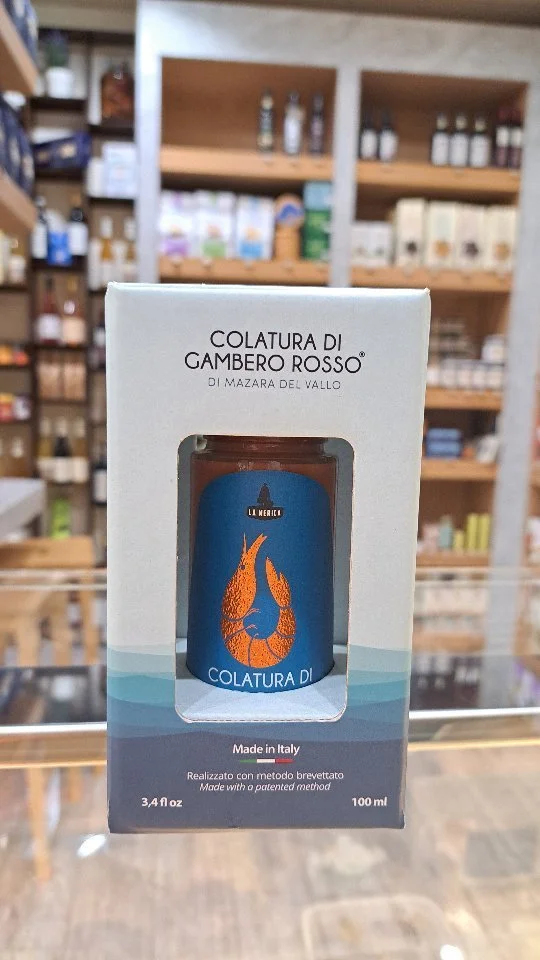 COLATURA DI
GAMBERO ROSSO®
DI MAZARA DEL VALLO
LA MERICA
COLATURA DI
Made in Italy
Realizzato con metodo brevettato
Made with a patented method
3,4 fl oz
100 ml